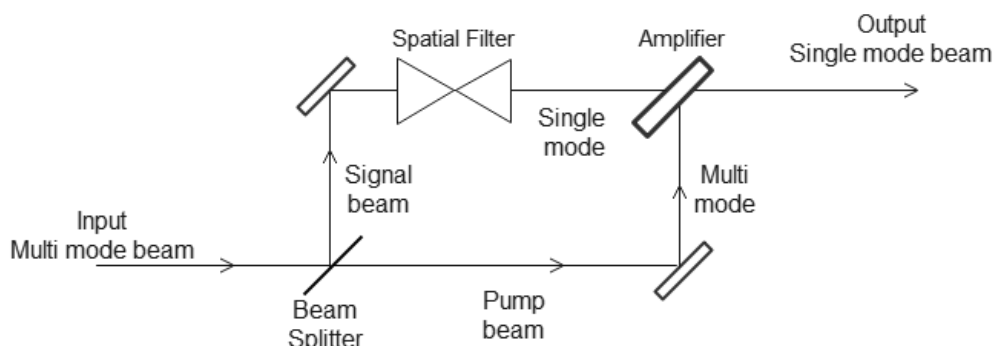 Output
Single mode beam
Spatial Filter
Amplifier
Single
mode
Signal
beam
Multi
mode
Input
Multi mode beam
Beam
Splitter
Pump
beam